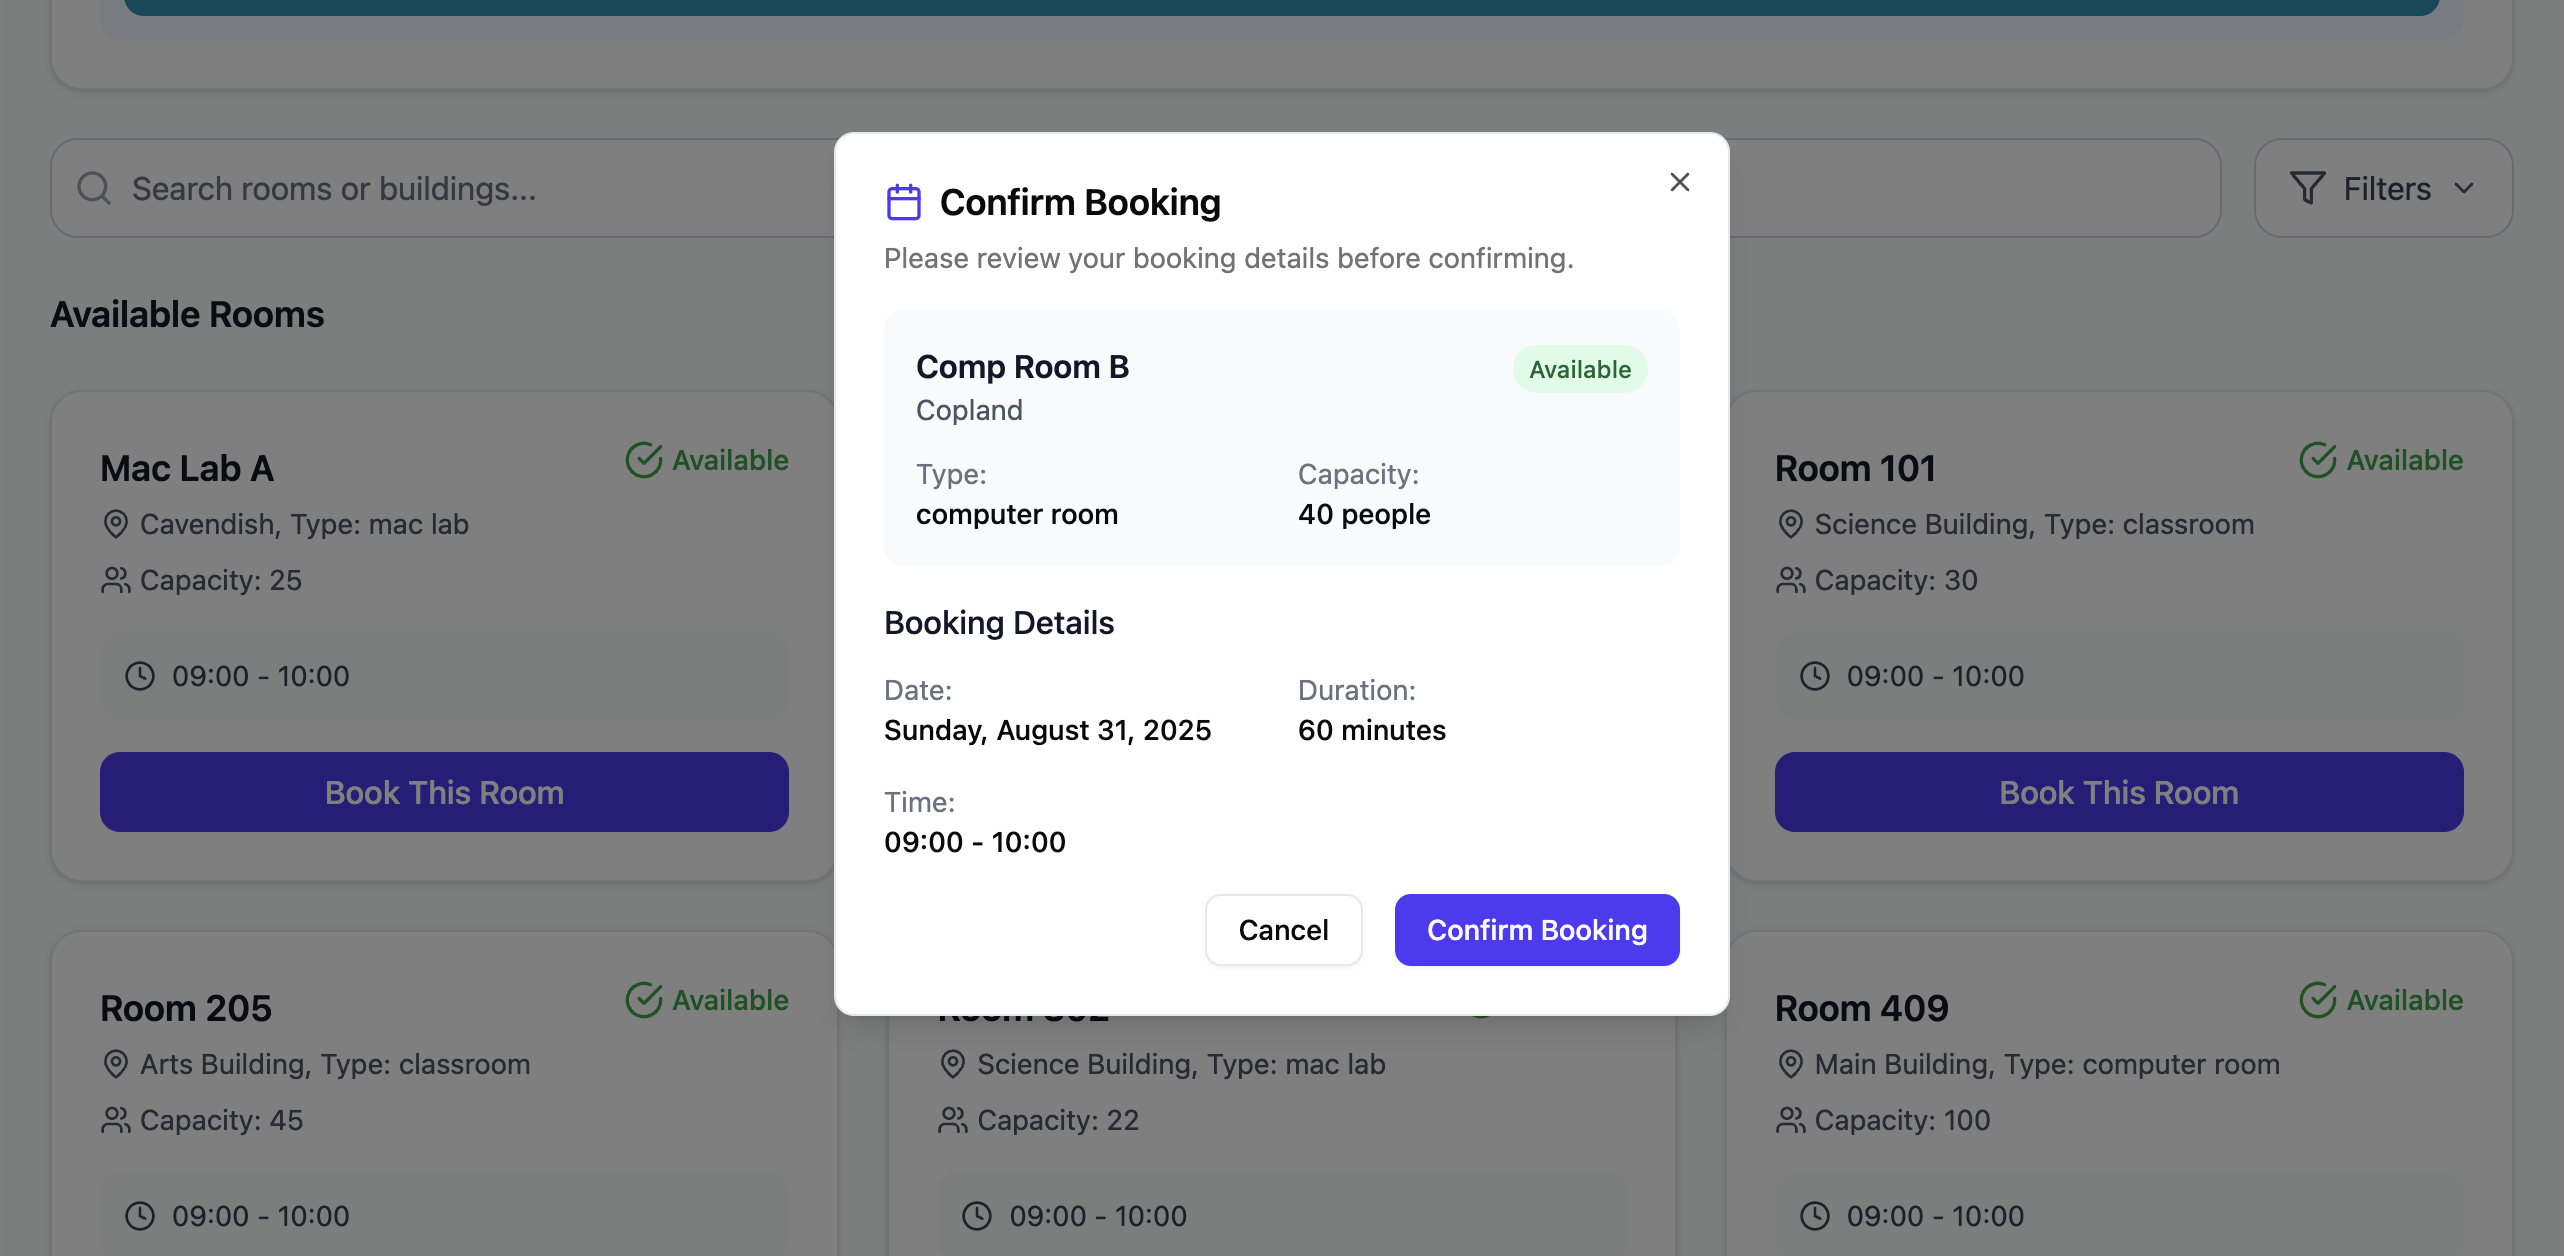 Search rooms or buildings...
Filters
Available Rooms
Confirm Booking
Please review your booking details before confirming.
Comp Room B
Available
Copland
Type:
computer room
Capacity:
40 people
Booking Details
Date:
Sunday, August 31, 2025
Duration:
60 minutes
Time:
09:00 - 10:00
Cancel
Confirm Booking
Mac Lab A
Available
Cavendish, Type: mac lab
Capacity: 25
09:00 - 10:00
Book This Room
Room 101
Available
Science Building, Type: classroom
Capacity: 30
09:00 - 10:00
Book This Room
Room 205
Available
Arts Building, Type: classroom
Capacity: 45
09:00 - 10:00
Science Building, Type: mac lab
Capacity: 22
09:00 - 10:00
Room 409
Available
Main Building, Type: computer room
Capacity: 100
09:00 - 10:00